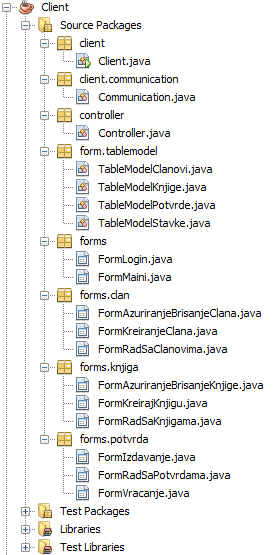 Client
Source Packages
client
Client.java
client.communication
Communication.java
controller
Controller.java
form.tablemodel
TableModelClanovi.java
TableModelKnjige.java
TableModelPotvrde.java
TableModelStavke.java
forms
FormLogin.java
FormMaini.java
forms.clan
FormAzuriranjeBrisanjeClana.java
FormKreiranjeClana.java
FormRadSaClanovima.java
forms.knjiga
FormAzuriranjeBrisanjeKnjige.java
FormKreirajKnjigu.java
FormRadSaKnjigama.java
forms.potvrda
FormIzdavanje.java
FormRadSaPotvrdama.java
FormVracanje.java
Test Packages
Libraries
Test Libraries